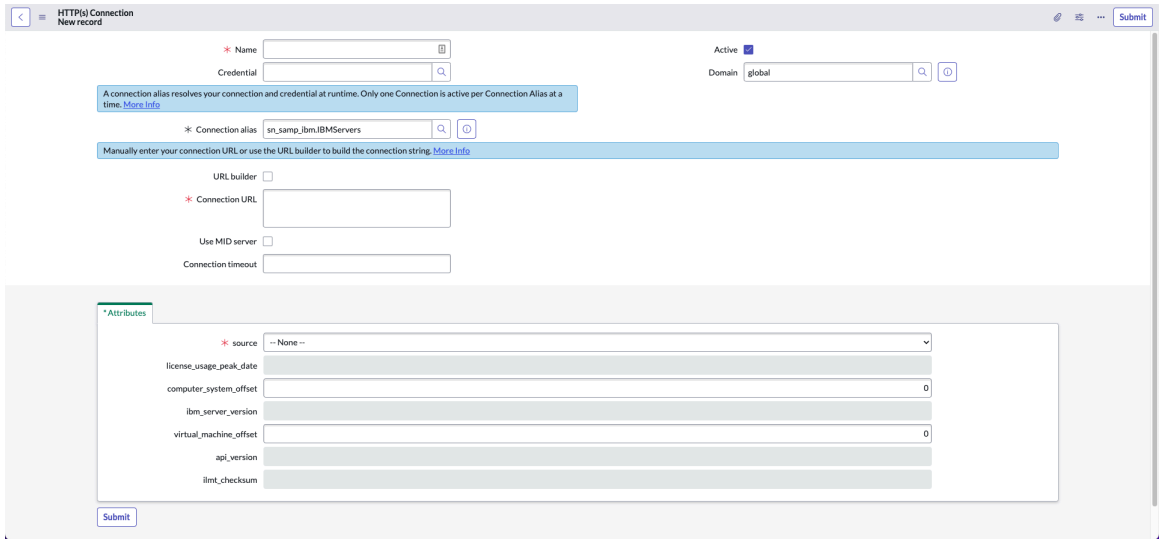 HTTP(s) Connection
New record
Submit
* Name
Active
Credential
Domain global
A connection alias resolves your connection and credential at runtime. Only one Connection is active per Connection Alias at a
time. More Info
* Connection alias sn_samp_ibm.IBMServers
Manually enter your connection URL or use the URL builder to build the connection string. More Info
URL builder
* Connection URL
Use MID server
Connection timeout
*Attributes
* source -- None --
license_usage_peak_date
computer_system_offset 0
ibm_server_version
virtual_machine_offset 0
api_version
ilmt_checksum
Submit